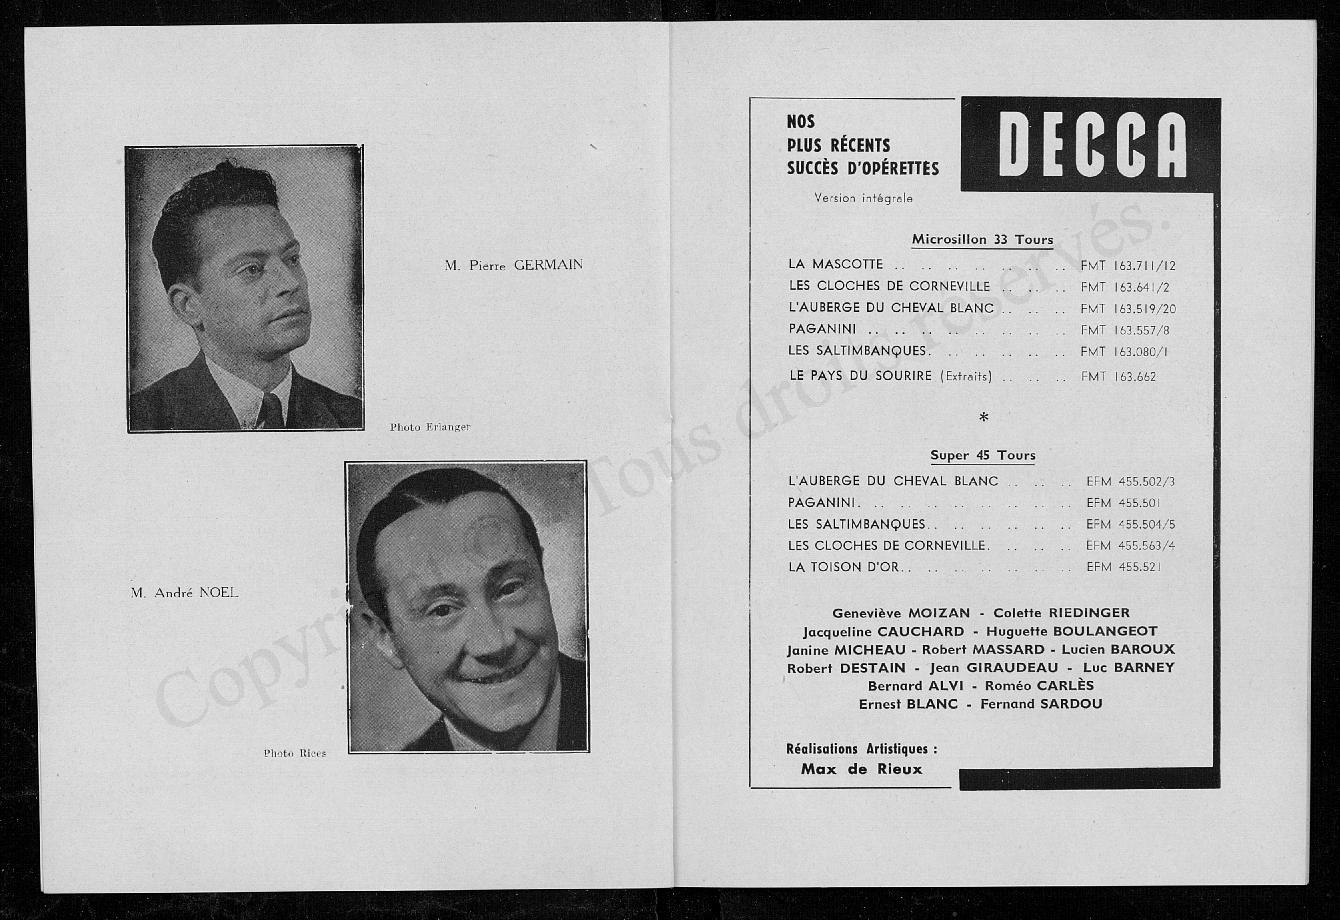 M. Pierre GERMAIN
Photo Erlanger
M. André NOEL
Photo Rices
NOS
PLUS RÉCENTS
SUCCÈS D'OPÉRETTES
DECCA
Version intégrale
Microsillon 33 Tours
LA MASCOTTE .. .. .. .. .. .. .. FMT 163.711/12
LES CLOCHES DE CORNEVILLE .. .. .. FMT 163.641/2
L'AUBERGE DU CHEVAL BLANC .. .. .. FMT 163.519/20
PAGANINI .. .. .. .. .. .. .. .. FMT 163.557/8
LES SALTIMBANQUES. .. .. .. .. .. FMT 163.080/1
LE PAYS DU SOURIRE (Extraits) .. .. .. FMT 163.662
*
Super 45 Tours
L'AUBERGE DU CHEVAL BLANC .. .. .. EFM 455.502/3
PAGANINI. .. .. .. .. .. .. .. .. EFM 455.501
LES SALTIMBANQUES.. .. .. .. .. .. EFM 455.504/5
LES CLOCHES DE CORNEVILLE. .. .. .. EFM 455.563/4
LA TOISON D'OR.. .. .. .. .. .. .. EFM 455.521
Geneviève MOIZAN - Colette RIEDINGER
Jacqueline CAUCHARD - Huguette BOULANGEOT
Janine MICHEAU - Robert MASSARD - Lucien BAROUX
Robert DESTAIN - Jean GIRAUDEAU - Luc BARNEY
Bernard ALVI - Roméo CARLÈS
Ernest BLANC - Fernand SARDOU
Réalisations Artistiques :
Max de Rieux
Tous droits réservés.